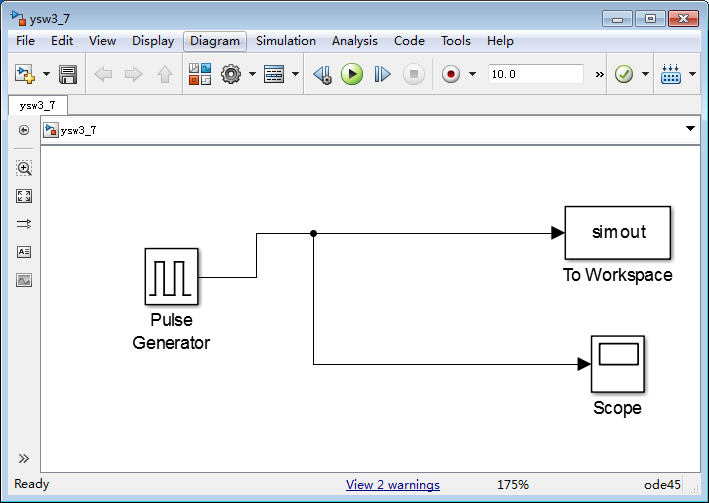 ysw3_7
File Edit View Display Diagram Simulation Analysis Code Tools Help
10.0 »
ysw3_7
ysw3_7
simout
To Workspace
Pulse
Generator
Scope
Ready View 2 warnings 175% ode45